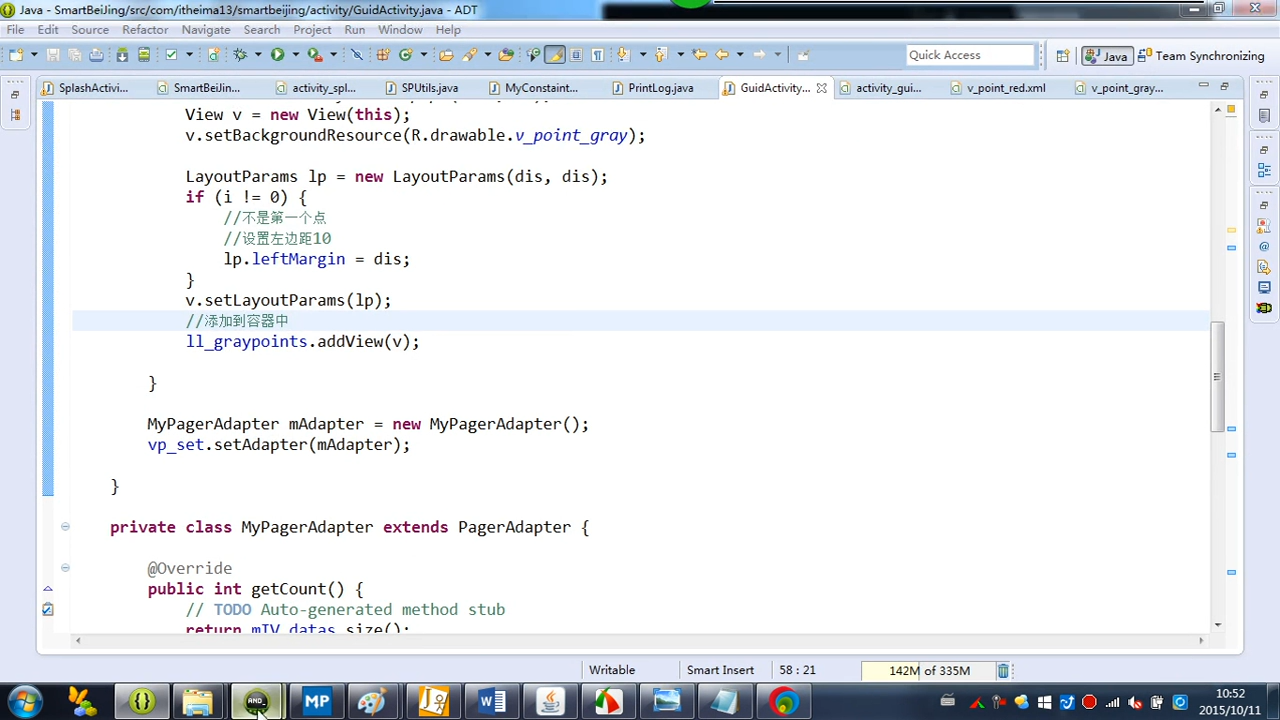 Java - SmartBeiJing/src/com/itheima13/smartbeijing/activity/GuidActivity.java - ADT
File Edit Source Refactor Navigate Search Project Run Window Help
Quick Access Java Team Synchronizing
SplashActivi... SmartBeiJin... activity_spl... SPUtils.java MyConstaint... PrintLog.java GuidActivity... activity_gui... v_point_red.xml v_point_gray...
View v = new View(this);
v.setBackgroundResource(R.drawable.v_point_gray);
LayoutParams lp = new LayoutParams(dis, dis);
if (i != 0) {
//不是第一个点
//设置左边距10
lp.leftMargin = dis;
}
v.setLayoutParams(lp);
//添加到容器中
ll_graypoints.addView(v);
}
MyPagerAdapter mAdapter = new MyPagerAdapter();
vp_set.setAdapter(mAdapter);
}
private class MyPagerAdapter extends PagerAdapter {
@Override
public int getCount() {
// TODO Auto-generated method stub
return mIV_datas.size();
Writable Smart Insert 58 : 21 142M of 335M
AND MP
10:52
2015/10/11